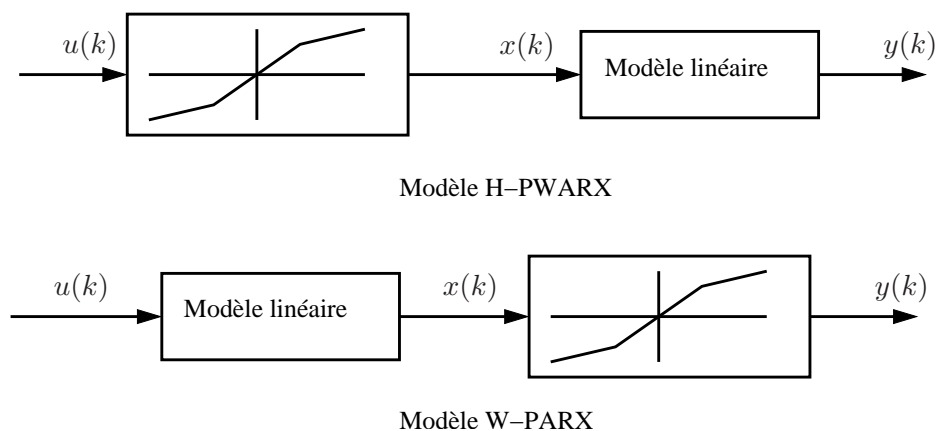 u(k) x(k) y(k)
Modèle linéaire
Modèle H–PWARX
u(k) x(k) y(k)
Modèle linéaire
Modèle W–PARX